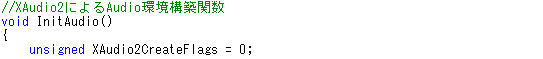 //XAudio2によるAudio環境構築関数
void InitAudio()
{
    unsigned XAudio2CreateFlags = 0;